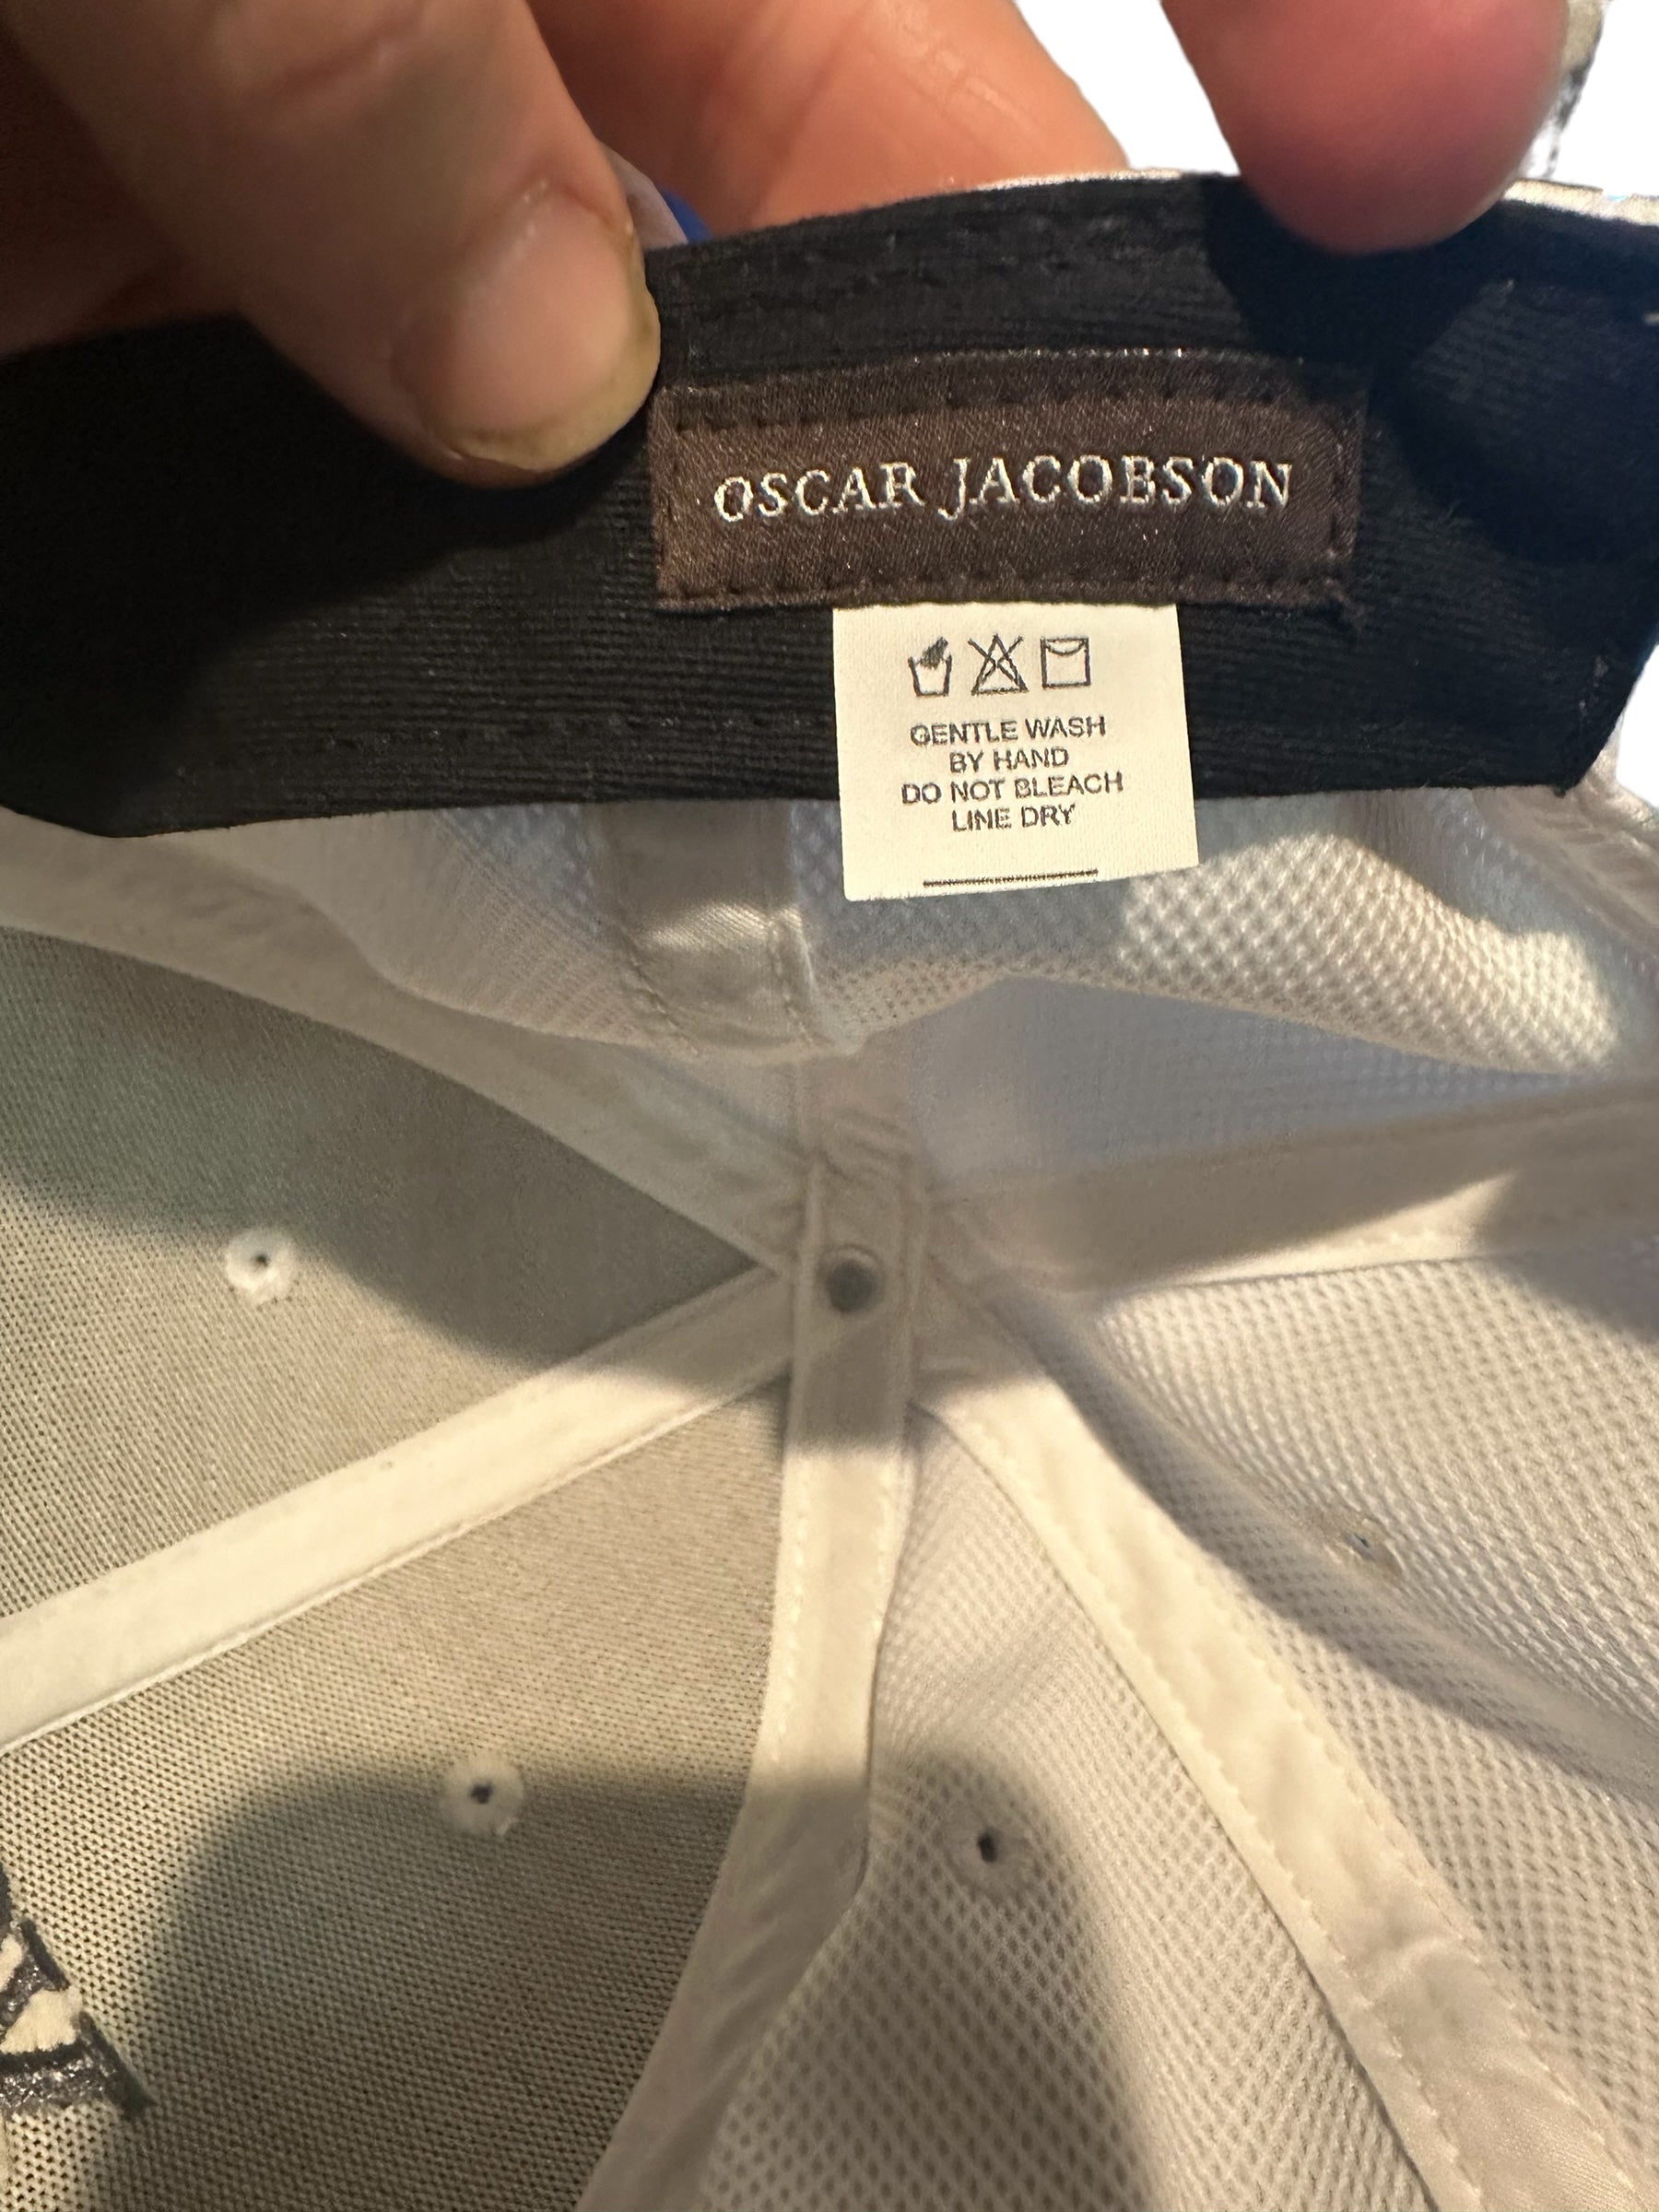 OSCAR JACOBSON
GENTLE WASH
BY HAND
DO NOT BLEACH
LINE DRY